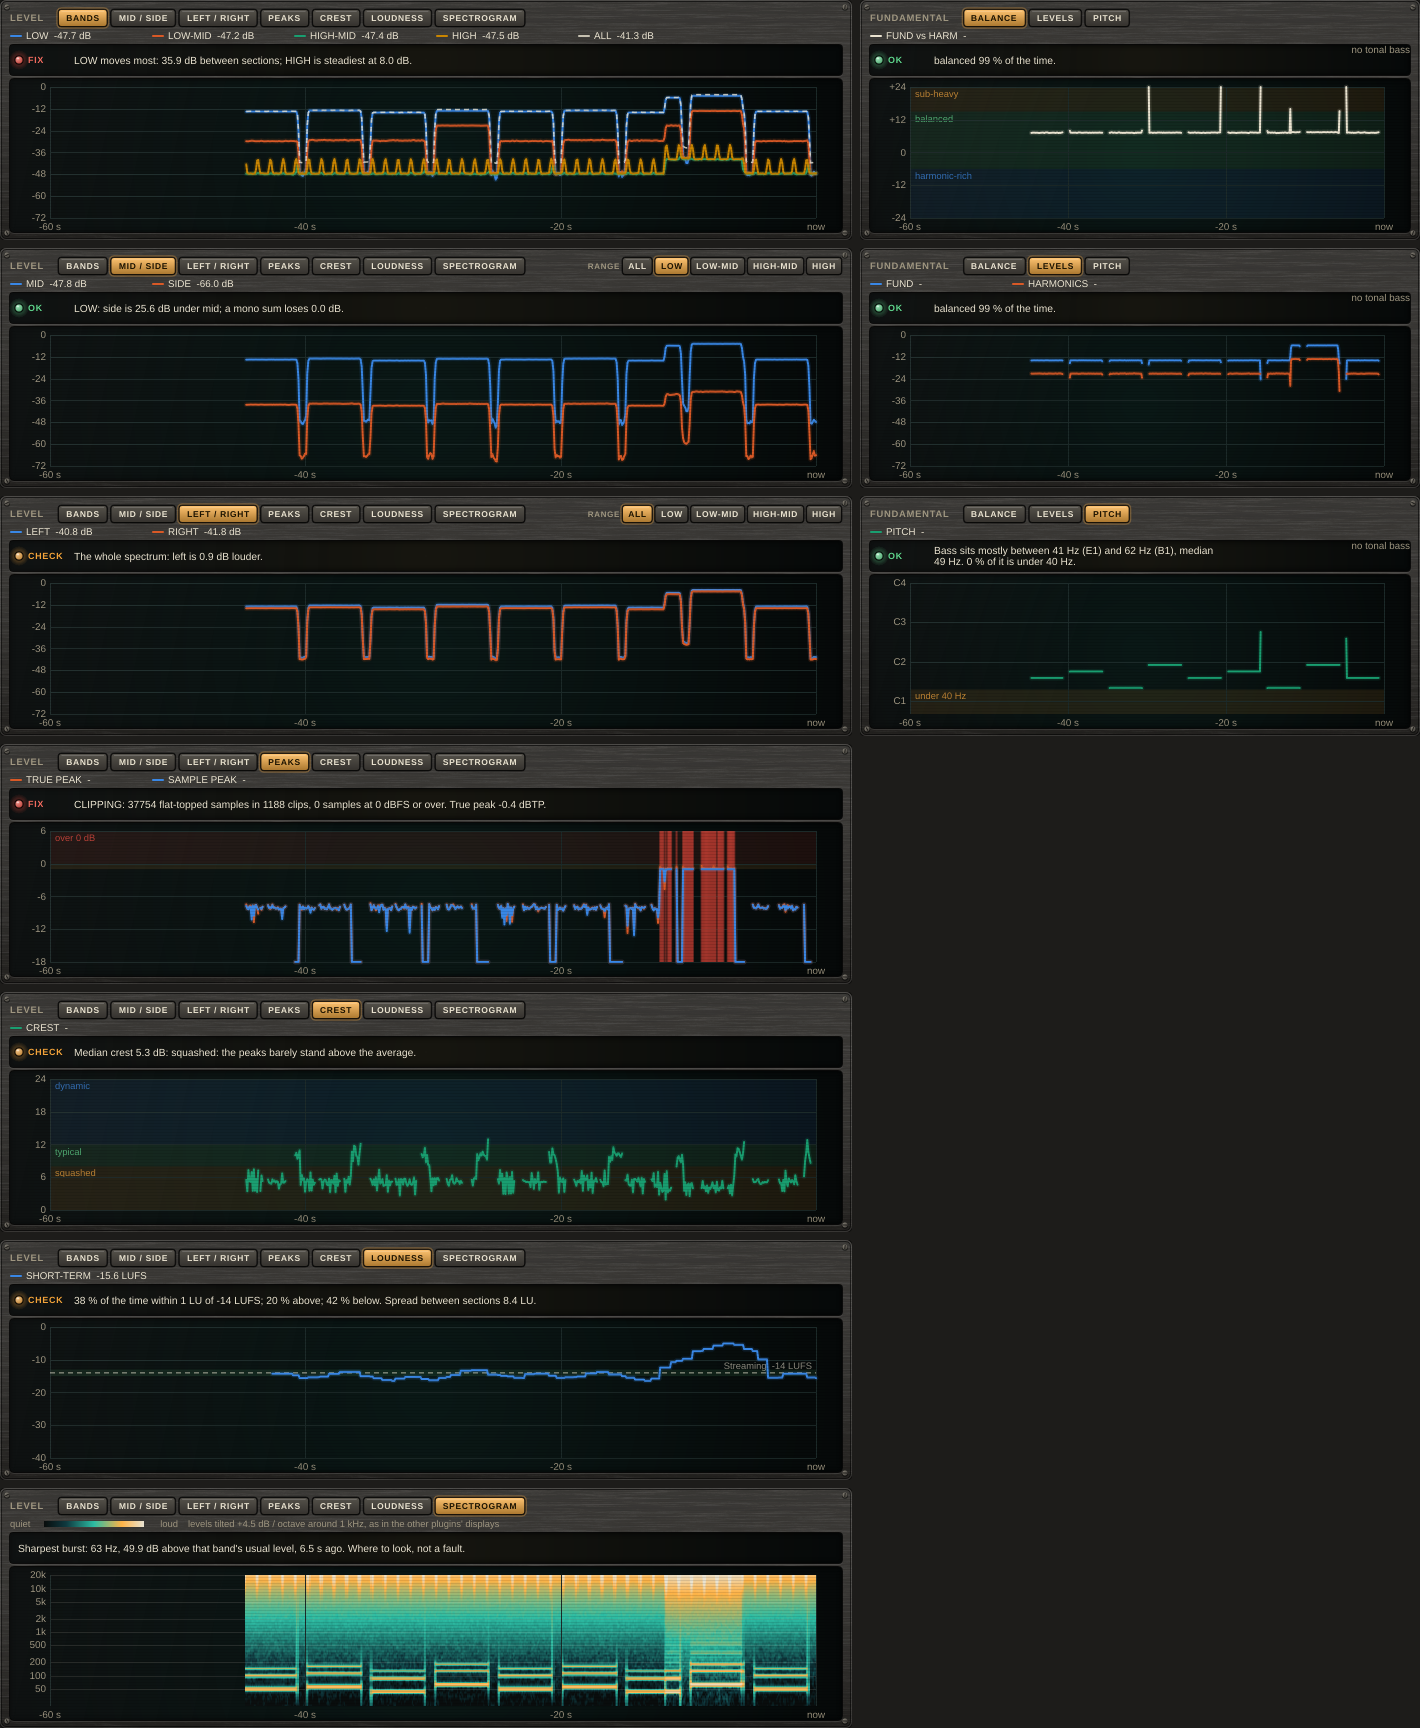 LEVEL BANDS MID / SIDE LEFT / RIGHT PEAKS CREST LOUDNESS SPECTROGRAM
LOW -47.7 dB LOW-MID -47.2 dB HIGH-MID -47.4 dB HIGH -47.5 dB ALL -41.3 dB
FIX LOW moves most: 35.9 dB between sections; HIGH is steadiest at 8.0 dB.
0
-12
-24
-36
-48
-60
-72
-60 s -40 s -20 s now
FUNDAMENTAL BALANCE LEVELS PITCH
FUND vs HARM -
no tonal bass
OK balanced 99 % of the time.
+24
sub-heavy
+12
balanced
0
harmonic-rich
-12
-24
-60 s -40 s -20 s now
LEVEL BANDS MID / SIDE LEFT / RIGHT PEAKS CREST LOUDNESS SPECTROGRAM RANGE ALL LOW LOW-MID HIGH-MID HIGH
MID -47.8 dB SIDE -66.0 dB
OK LOW: side is 25.6 dB under mid; a mono sum loses 0.0 dB.
0
-12
-24
-36
-48
-60
-72
-60 s -40 s -20 s now
FUNDAMENTAL BALANCE LEVELS PITCH
FUND - HARMONICS -
no tonal bass
OK balanced 99 % of the time.
0
-12
-24
-36
-48
-60
-72
-60 s -40 s -20 s now
LEVEL BANDS MID / SIDE LEFT / RIGHT PEAKS CREST LOUDNESS SPECTROGRAM RANGE ALL LOW LOW-MID HIGH-MID HIGH
LEFT -40.8 dB RIGHT -41.8 dB
CHECK The whole spectrum: left is 0.9 dB louder.
0
-12
-24
-36
-48
-60
-72
-60 s -40 s -20 s now
FUNDAMENTAL BALANCE LEVELS PITCH
PITCH -
no tonal bass
OK Bass sits mostly between 41 Hz (E1) and 62 Hz (B1), median
49 Hz. 0 % of it is under 40 Hz.
C4
C3
C2
under 40 Hz
C1
-60 s -40 s -20 s now
LEVEL BANDS MID / SIDE LEFT / RIGHT PEAKS CREST LOUDNESS SPECTROGRAM
TRUE PEAK - SAMPLE PEAK -
FIX CLIPPING: 37754 flat-topped samples in 1188 clips, 0 samples at 0 dBFS or over. True peak -0.4 dBTP.
6
over 0 dB
0
-6
-12
-18
-60 s -40 s -20 s now
LEVEL BANDS MID / SIDE LEFT / RIGHT PEAKS CREST LOUDNESS SPECTROGRAM
CREST -
CHECK Median crest 5.3 dB: squashed: the peaks barely stand above the average.
24
dynamic
18
12
typical
squashed
6
0
-60 s -40 s -20 s now
LEVEL BANDS MID / SIDE LEFT / RIGHT PEAKS CREST LOUDNESS SPECTROGRAM
SHORT-TERM -15.6 LUFS
CHECK 38 % of the time within 1 LU of -14 LUFS; 20 % above; 42 % below. Spread between sections 8.4 LU.
0
-10
Streaming -14 LUFS
-20
-30
-40
-60 s -40 s -20 s now
LEVEL BANDS MID / SIDE LEFT / RIGHT PEAKS CREST LOUDNESS SPECTROGRAM
quiet loud levels tilted +4.5 dB / octave around 1 kHz, as in the other plugins' displays
Sharpest burst: 63 Hz, 49.9 dB above that band's usual level, 6.5 s ago. Where to look, not a fault.
20k
10k
5k
2k
1k
500
200
100
50
-60 s -40 s -20 s now